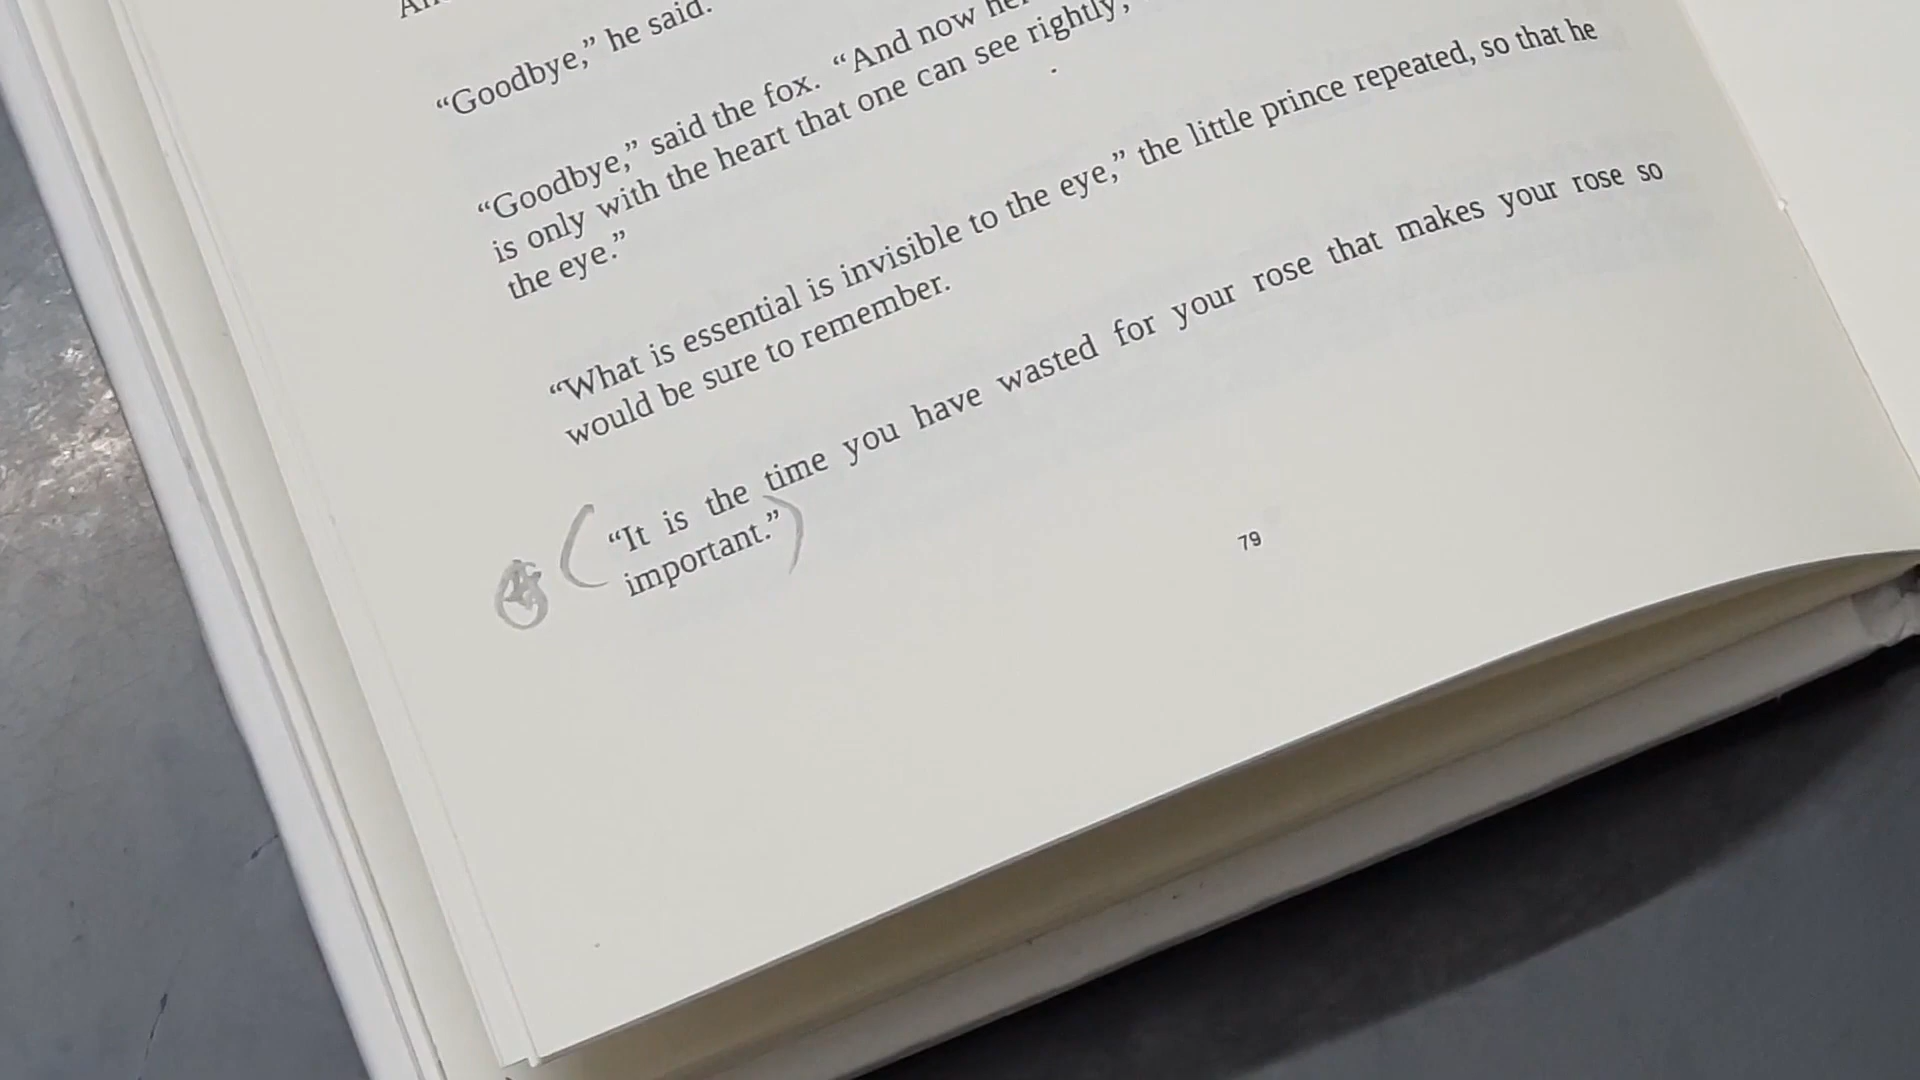 “Goodbye,” he said.
“Goodbye,” said the fox. “And now
is only with the heart that one can see rightly,
the eye.”
“What is essential is invisible to the eye,” the little prince repeated, so that he
would be sure to remember.
“It is the time you have wasted for your rose that makes your rose so
important.”
79